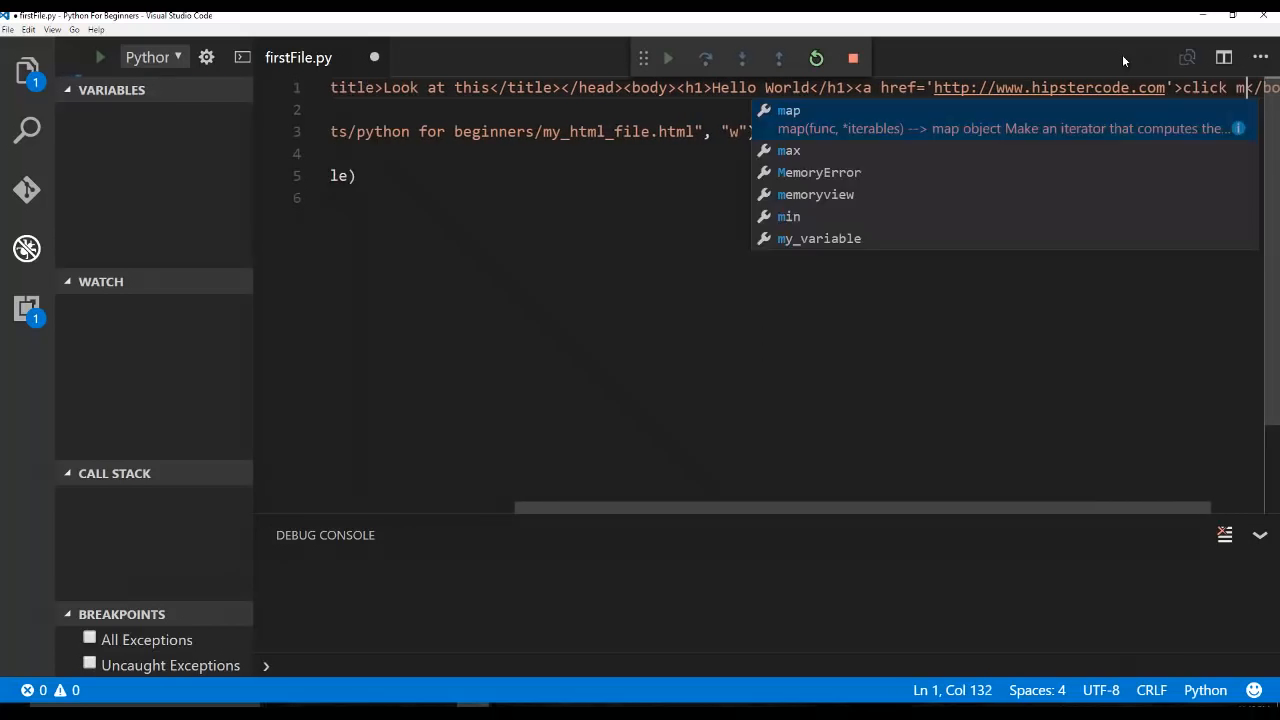 firstFile.py - Python For Beginners - Visual Studio Code
File Edit View Go Help
Python
firstFile.py
1
1 title>Look at this</title></head><body><h1>Hello World</h1><a href='http://www.hipstercode.com'>click m</bo
2
3 ts/python for beginners/my_html_file.html", "w")
4
5 le)
6
map
map(func, *iterables) --> map object Make an iterator that computes the...
max
MemoryError
memoryview
min
my_variable
VARIABLES
WATCH
1
CALL STACK
DEBUG CONSOLE
BREAKPOINTS
All Exceptions
Uncaught Exceptions
0 0 Ln 1, Col 132 Spaces: 4 UTF-8 CRLF Python